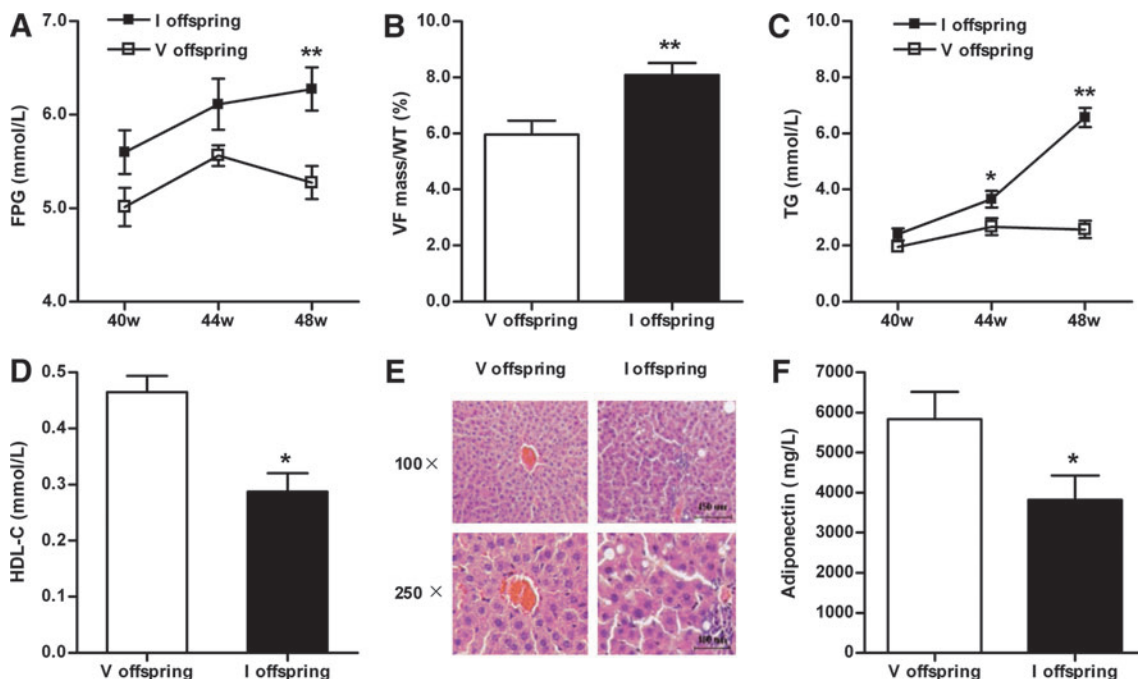 A
I offspring
V offspring
**
FPG (mmol/L)
7.0
6.0
5.0
4.0
40w
44w
48w
B
**
VF mass/WT (%)
10.0
8.0
6.0
4.0
2.0
0.0
V offspring
I offspring
C
I offspring
V offspring
**
*
TG (mmol/L)
10.0
8.0
6.0
4.0
2.0
0.0
40w
44w
48w
D
*
HDL-C (mmol/L)
0.5
0.4
0.3
0.2
0.1
0.0
V offspring
I offspring
E
V offspring
I offspring
100×
250×
100 um
F
*
Adiponectin ( mg/L)
7000
6000
5000
4000
3000
2000
1000
0000
V offspring
I offspring